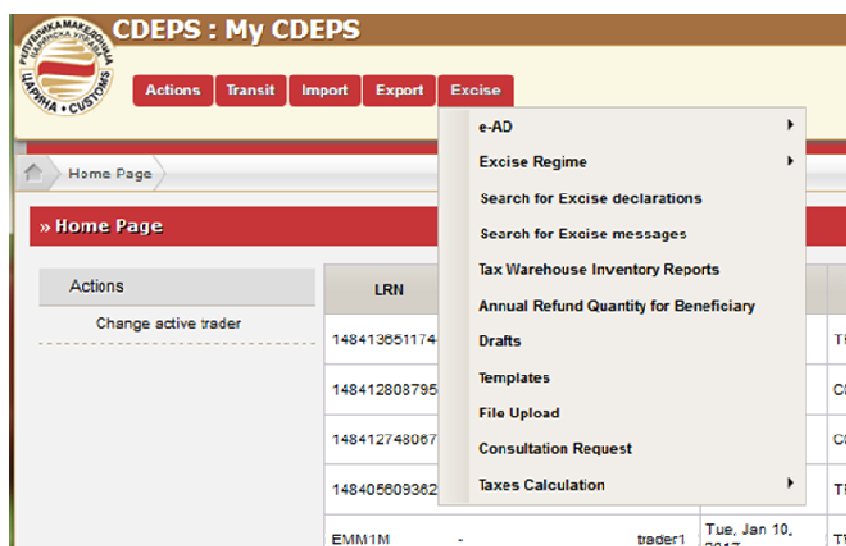 CDEPS : My CDEPS
ЦАРИНА • CUSTOMS
Actions Transit Import Export Excise
e-AD
Excise Regime
Home Page
Search for Excise declarations
» Home Page
Search for Excise messages
Tax Warehouse Inventory Reports
Actions
LRN
Annual Refund Quantity for Beneficiary
Change active trader
148413651174
Drafts
Templates
148412808795
File Upload
148412748067
Consultation Request
148405609362
Taxes Calculation
EMM1M - trader1 Tue, Jan 10,